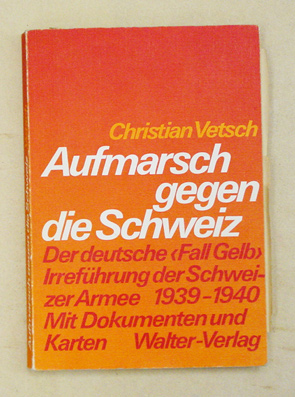 Christian Vetsch
Aufmarsch
gegen
die Schweiz
Der deutsche ‹Fall Gelb›
Irreführung der Schwei-
zer Armee 1939–1940
Mit Dokumenten und
Karten Walter-Verlag